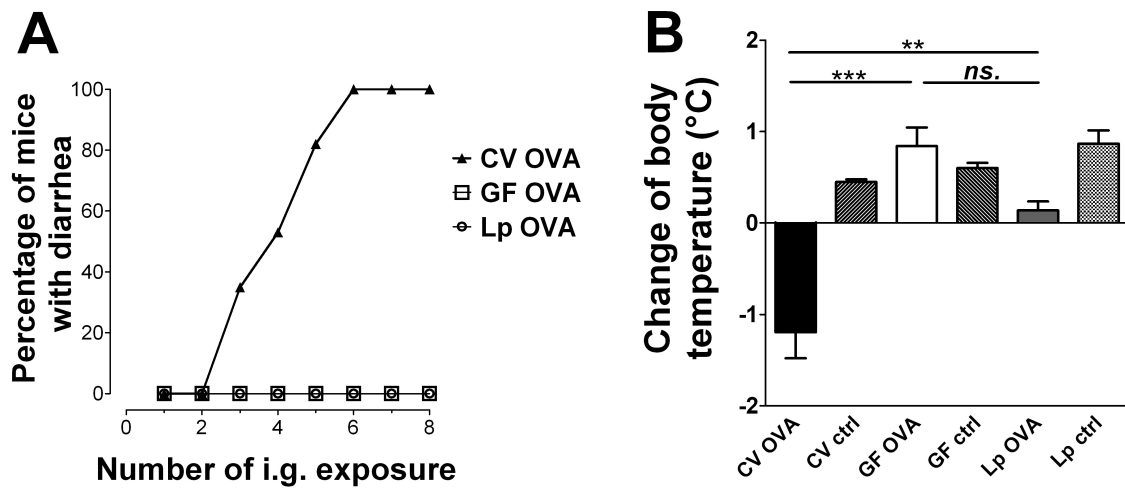 A
Percentage of mice
with diarrhea
100
80
60
40
20
0
0
2
4
6
8
Number of i.g. exposure
CV OVA
GF OVA
Lp OVA
B
Change of body
temperature (°C)
2
1
0
-1
-2
**
***
ns.
CV OVA
CV ctrl
GF OVA
GF ctrl
Lp OVA
Lp ctrl